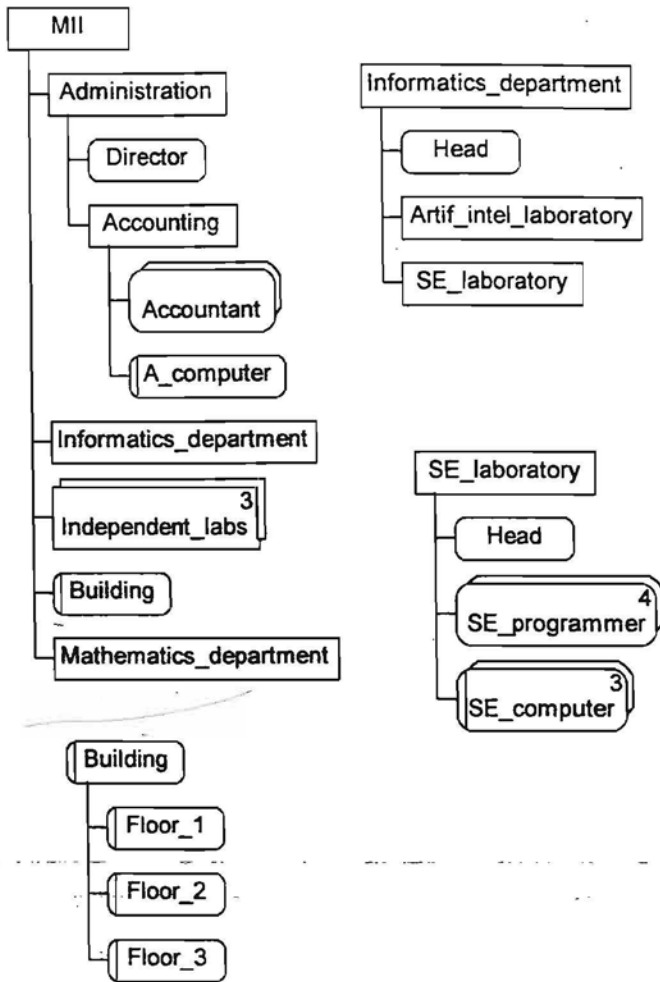 MII
Administration
Director
Accounting
Accountant
A_computer
Informatics_department
3
Independent_labs
Building
Mathematics_department
Informatics_department
Head
Artif_intel_laboratory
SE_laboratory
SE_laboratory
Head
4
SE_programmer
3
SE_computer
Building
Floor_1
Floor_2
Floor_3